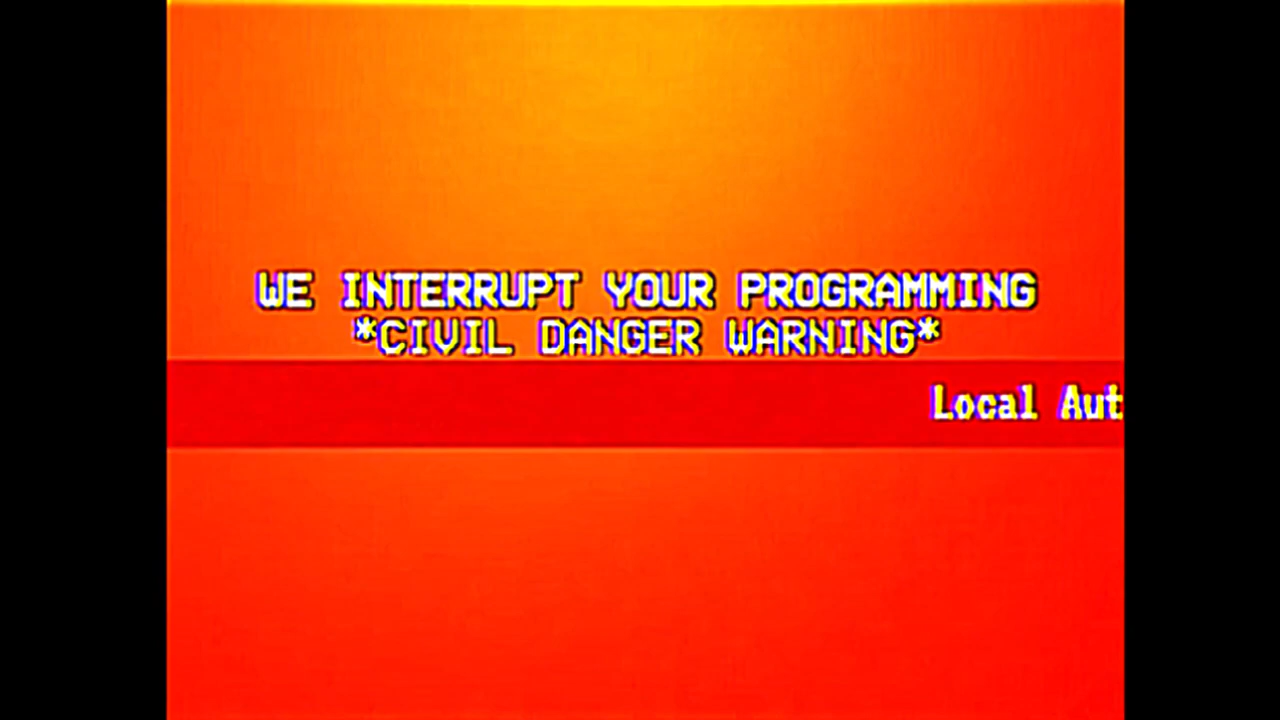 WE INTERRUPT YOUR PROGRAMMING
*CIVIL DANGER WARNING*
Local Aut